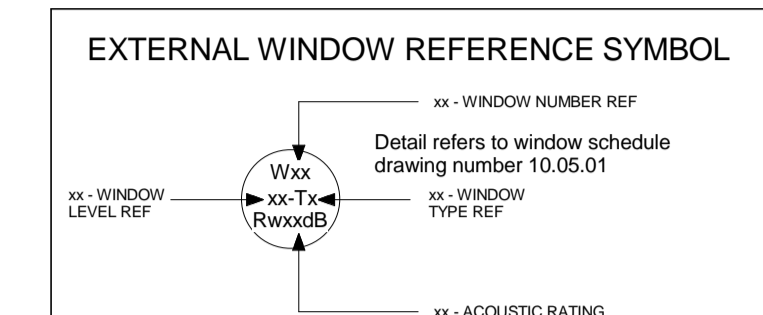 EXTERNAL WINDOW REFERENCE SYMBOL
xx - WINDOW NUMBER REF
Detail refers to window schedule
drawing number 10.05.01
Wxx
xx-Tx
RwxxdB
xx - WINDOW
LEVEL REF
xx - WINDOW
TYPE REF
xx - ACOUSTIC RATING